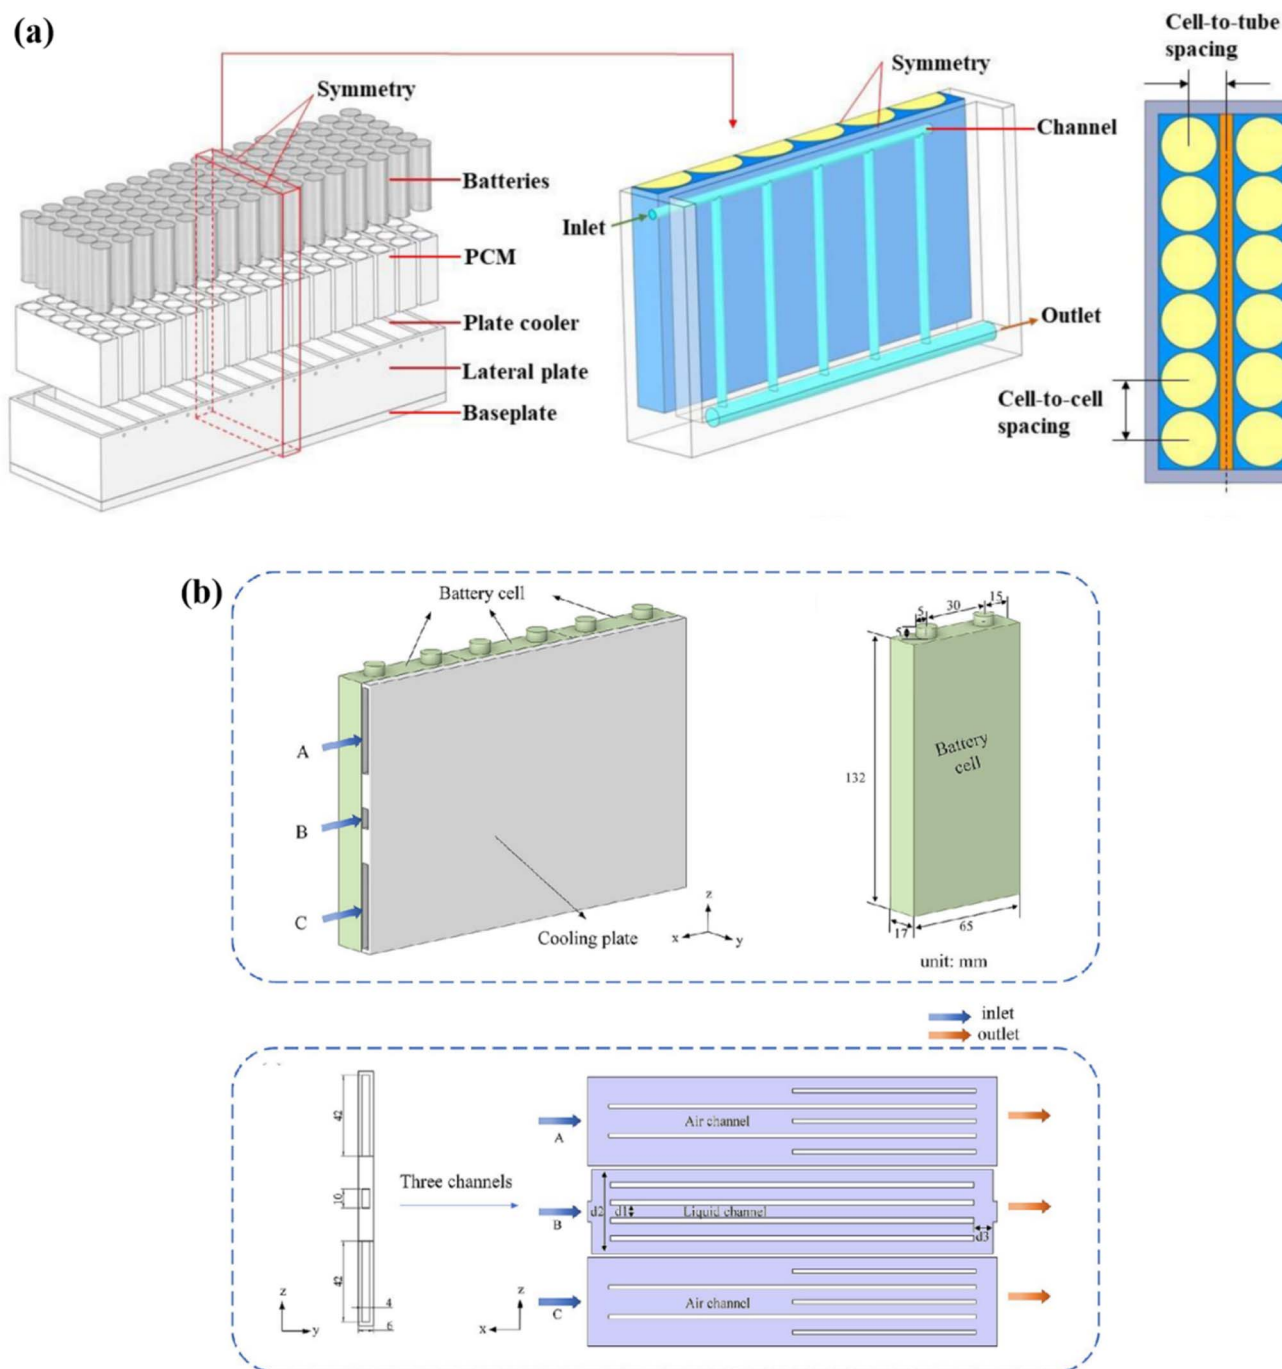 (a)
Symmetry
Batteries
PCM
Plate cooler
Lateral plate
Baseplate
Symmetry
Channel
Inlet
Outlet
Cell-to-tube
spacing
Cell-to-cell
spacing
(b)
Battery cell
A
B
C
Cooling plate
z
x
y
5
30
15
5
132
Battery
cell
17
65
unit: mm
inlet
outlet
42
10
42
4
6
z
y
Three channels
z
x
A
Air channel
B
d2
d1
Liquid channel
d3
C
Air channel